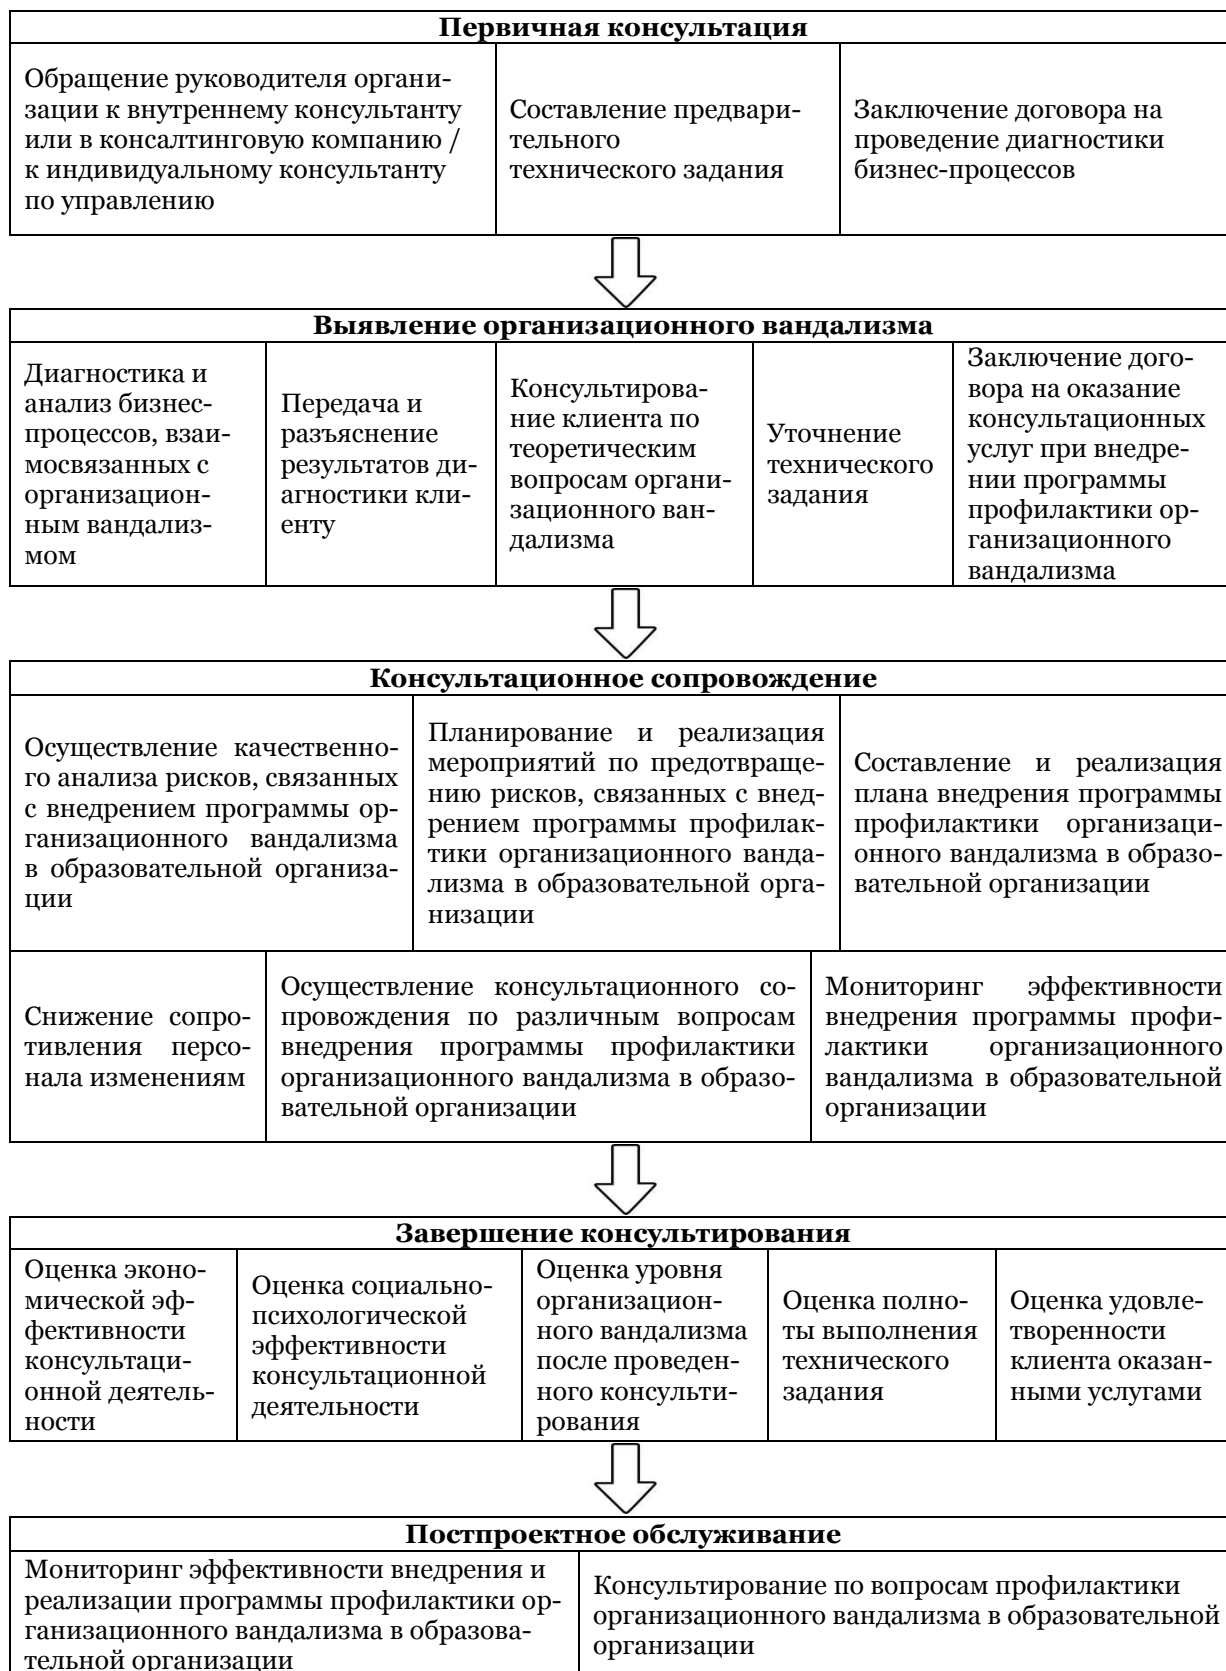 Первичная консультация
Обращение руководителя органи-
зации к внутреннему консультанту
или в консалтинговую компанию /
к индивидуальному консультанту
по управлению
Составление предвари-
тельного
технического задания
Заключение договора на
проведение диагностики
бизнес-процессов
Выявление организационного вандализма
Диагностика и
анализ бизнес-
процессов, взаи-
мосвязанных с
организацион-
ным вандализ-
мом
Передача и
разъяснение
результатов ди-
агностики кли-
енту
Консультирова-
ние клиента по
теоретическим
вопросам органи-
зационного ван-
дализма
Уточнение
технического
задания
Заключение дого-
вора на оказание
консультационных
услуг при внедре-
нии программы
профилактики ор-
ганизационного
вандализма
Консультационное сопровождение
Осуществление качественно-
го анализа рисков, связанных
с внедрением программы ор-
ганизационного вандализма
в образовательной организа-
ции
Планирование и реализация
мероприятий по предотвраще-
нию рисков, связанных с внед-
рением программы профилак-
тики организационного ванда-
лизма в образовательной орга-
низации
Составление и реализация
плана внедрения программы
профилактики организаци-
онного вандализма в образо-
вательной организации
Снижение сопро-
тивления персо-
нала изменениям
Осуществление консультационного со-
провождения по различным вопросам
внедрения программы профилактики
организационного вандализма в образо-
вательной организации
Мониторинг эффективности
внедрения программы профи-
лактики организационного
вандализма в образовательной
организации
Завершение консультирования
Оценка эконо-
мической эф-
фективности
консультаци-
онной деятель-
ности
Оценка социально-
психологической
эффективности
консультационной
деятельности
Оценка уровня
организацион-
ного вандализма
после проведен-
ного консульти-
рования
Оценка полно-
ты выполнения
технического
задания
Оценка удовле-
творенности
клиента оказан-
ными услугами
Постпроектное обслуживание
Мониторинг эффективности внедрения и
реализации программы профилактики ор-
ганизационного вандализма в образова-
тельной организации
Консультирование по вопросам профилактики
организационного вандализма в образовательной
организации